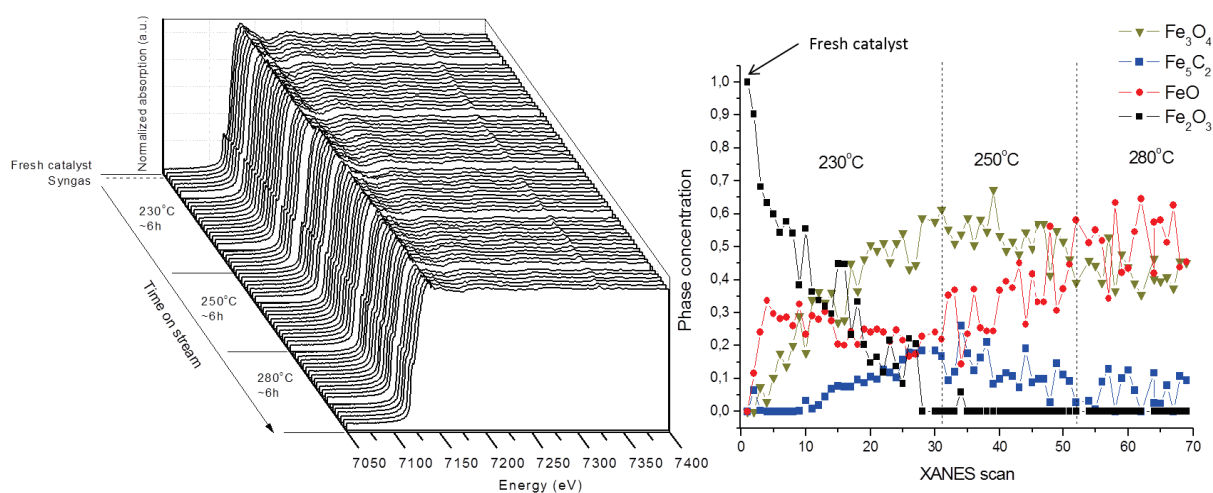 Normalized absorption (a.u.)
Fresh catalyst
Syngas
230°C
~6h
250°C
~6h
280°C
~6h
Time on stream
7050 7100 7150 7200 7250 7300 7350 7400
Energy (eV)
Fresh catalyst
Fe3O4
Fe5C2
FeO
Fe2O3
230°C
250°C
280°C
Phase concentration
1,0
0,9
0,8
0,7
0,6
0,5
0,4
0,3
0,2
0,1
0,0
0 10 20 30 40 50 60 70
XANES scan